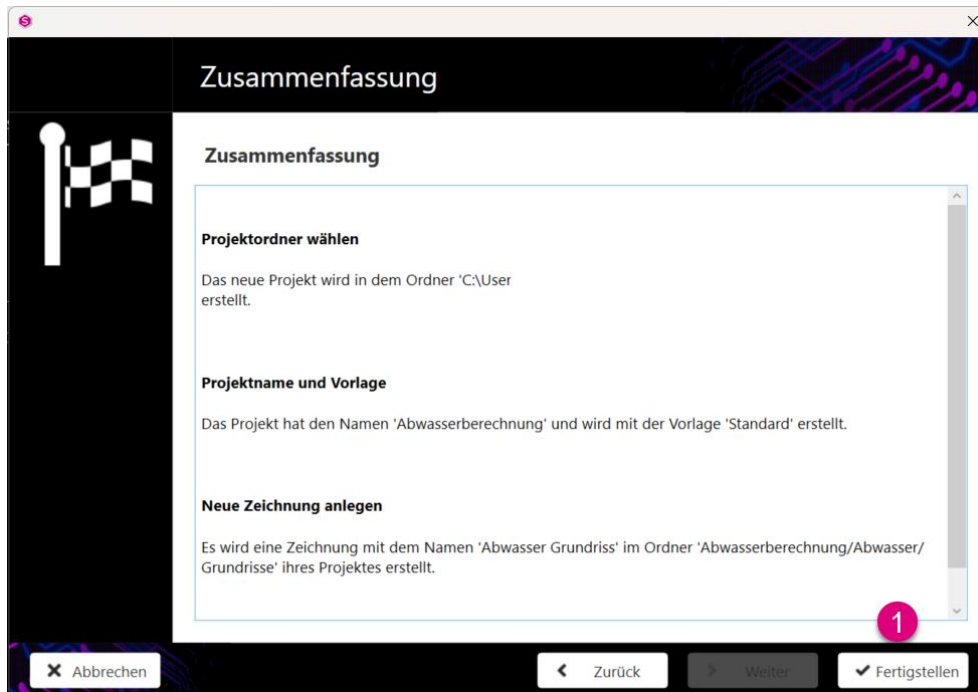 Zusammenfassung
Zusammenfassung
Projektordner wählen
Das neue Projekt wird in dem Ordner 'C:\User
erstellt.
Projektname und Vorlage
Das Projekt hat den Namen 'Abwasserberechnung' und wird mit der Vorlage 'Standard' erstellt.
Neue Zeichnung anlegen
Es wird eine Zeichnung mit dem Namen 'Abwasser Grundriss' im Ordner 'Abwasserberechnung/Abwasser/
Grundrisse' ihres Projektes erstellt.
1
Abbrechen
Zurück
Weiter
Fertigstellen